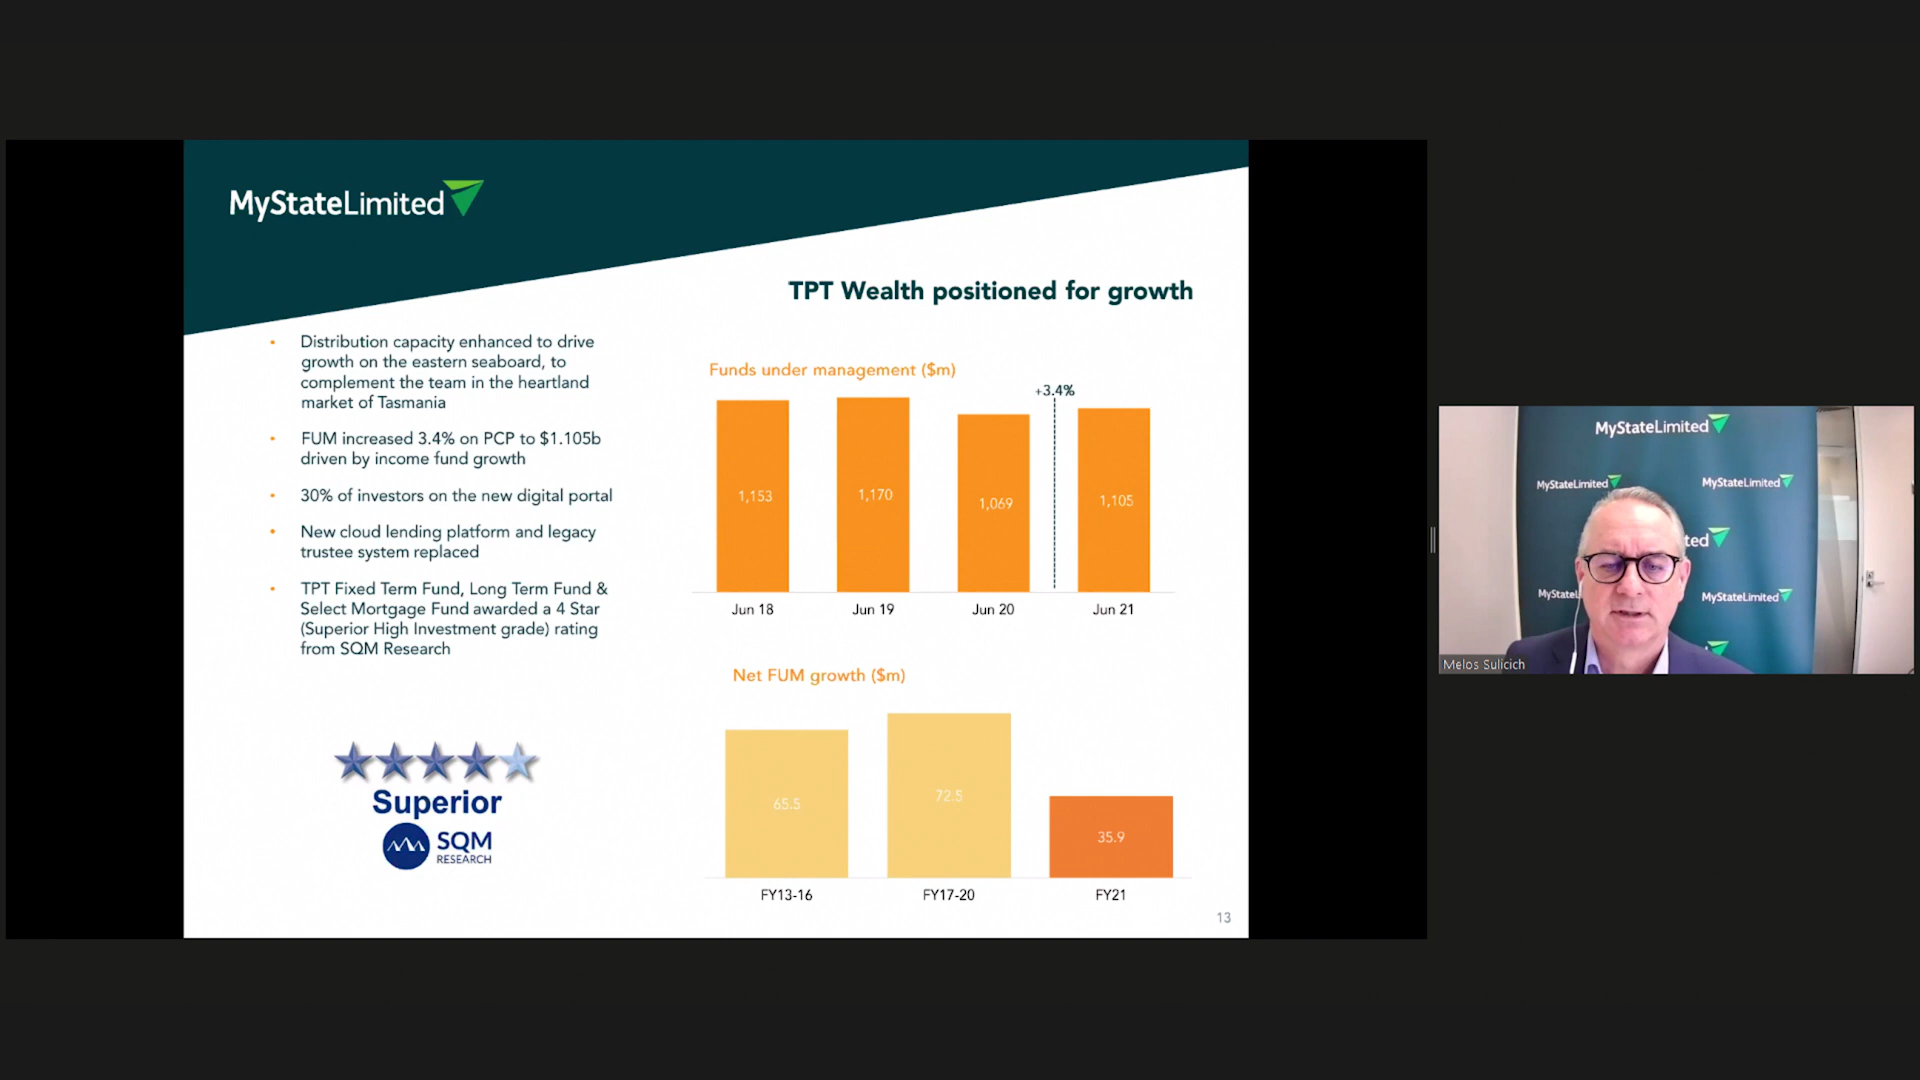 MyStateLimited
TPT Wealth positioned for growth
• Distribution capacity enhanced to drive
growth on the eastern seaboard, to
complement the team in the heartland
market of Tasmania
• FUM increased 3.4% on PCP to $1.105b
driven by income fund growth
• 30% of investors on the new digital portal
• New cloud lending platform and legacy
trustee system replaced
• TPT Fixed Term Fund, Long Term Fund &
Select Mortgage Fund awarded a 4 Star
(Superior High Investment grade) rating
from SQM Research
Superior
SQM
RESEARCH
Funds under management ($m)
+3.4%
1,153
1,170
1,069
1,105
Jun 18
Jun 19
Jun 20
Jun 21
Net FUM growth ($m)
65.5
72.5
35.9
FY13-16
FY17-20
FY21
13
MyStateLimited
MyStateLimited
MyStateLimited
ted
MyStatel
MyStateLimited
Melos Sulicich